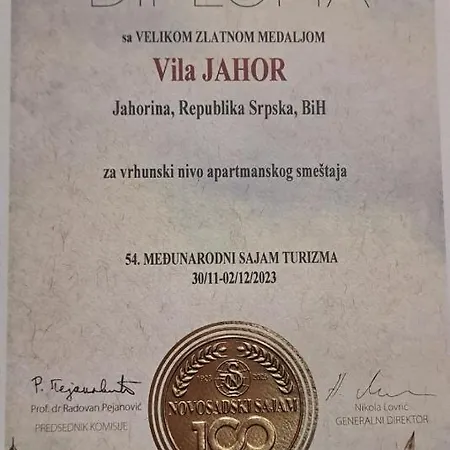 DIPLOMA
sa VELIKOM ZLATNOM MEDALJOM
Vila JAHOR
Jahorina, Republika Srpska, BiH
za vrhunski nivo apartmanskog smeštaja
54. MEĐUNARODNI SAJAM TURIZMA
30/11-02/12/2023
NOVOSADSKI SAJAM
100
Prof. dr Radovan Pejanović
PREDSEDNIK KOMISIJE
Nikola Lovrić
GENERALNI DIREKTOR